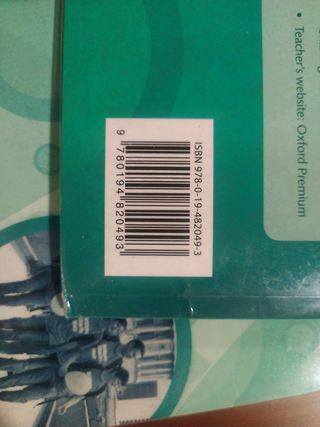 • Teacher's website: Oxford Premium
ISBN 978-0-19-482049-3
9 780194 820493